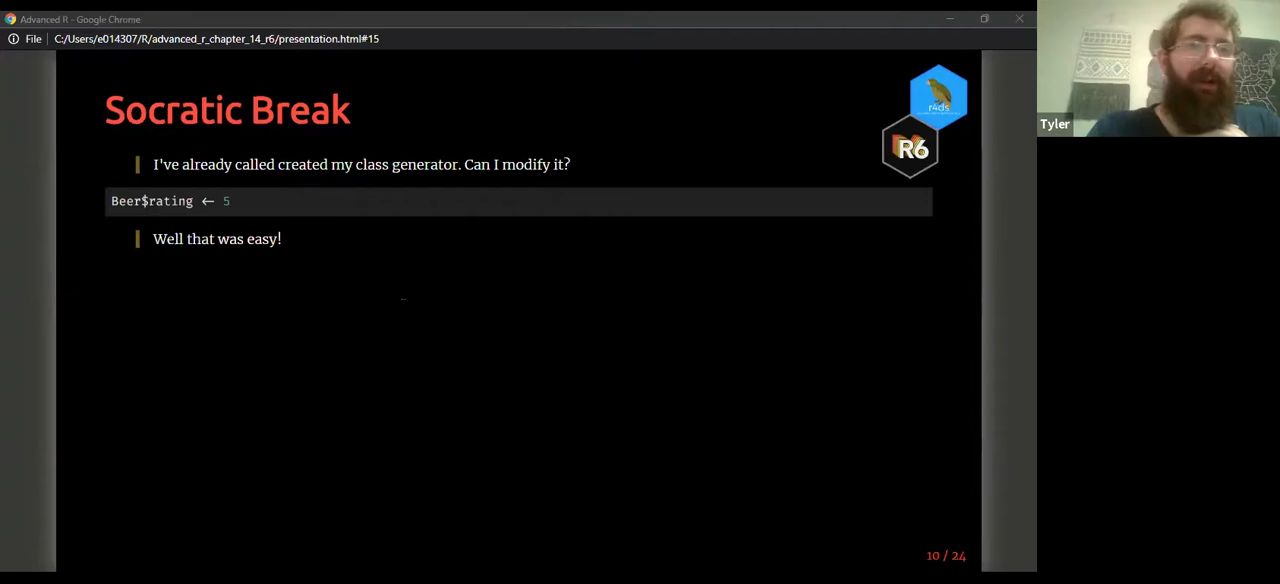 Advanced R - Google Chrome
File
C:/Users/e014307/R/advanced_r_chapter_14_r6/presentation.html#15
Socratic Break
r4ds
R6
Tyler
I've already called created my class generator. Can I modify it?
Beer$rating ← 5
Well that was easy!
10 / 24